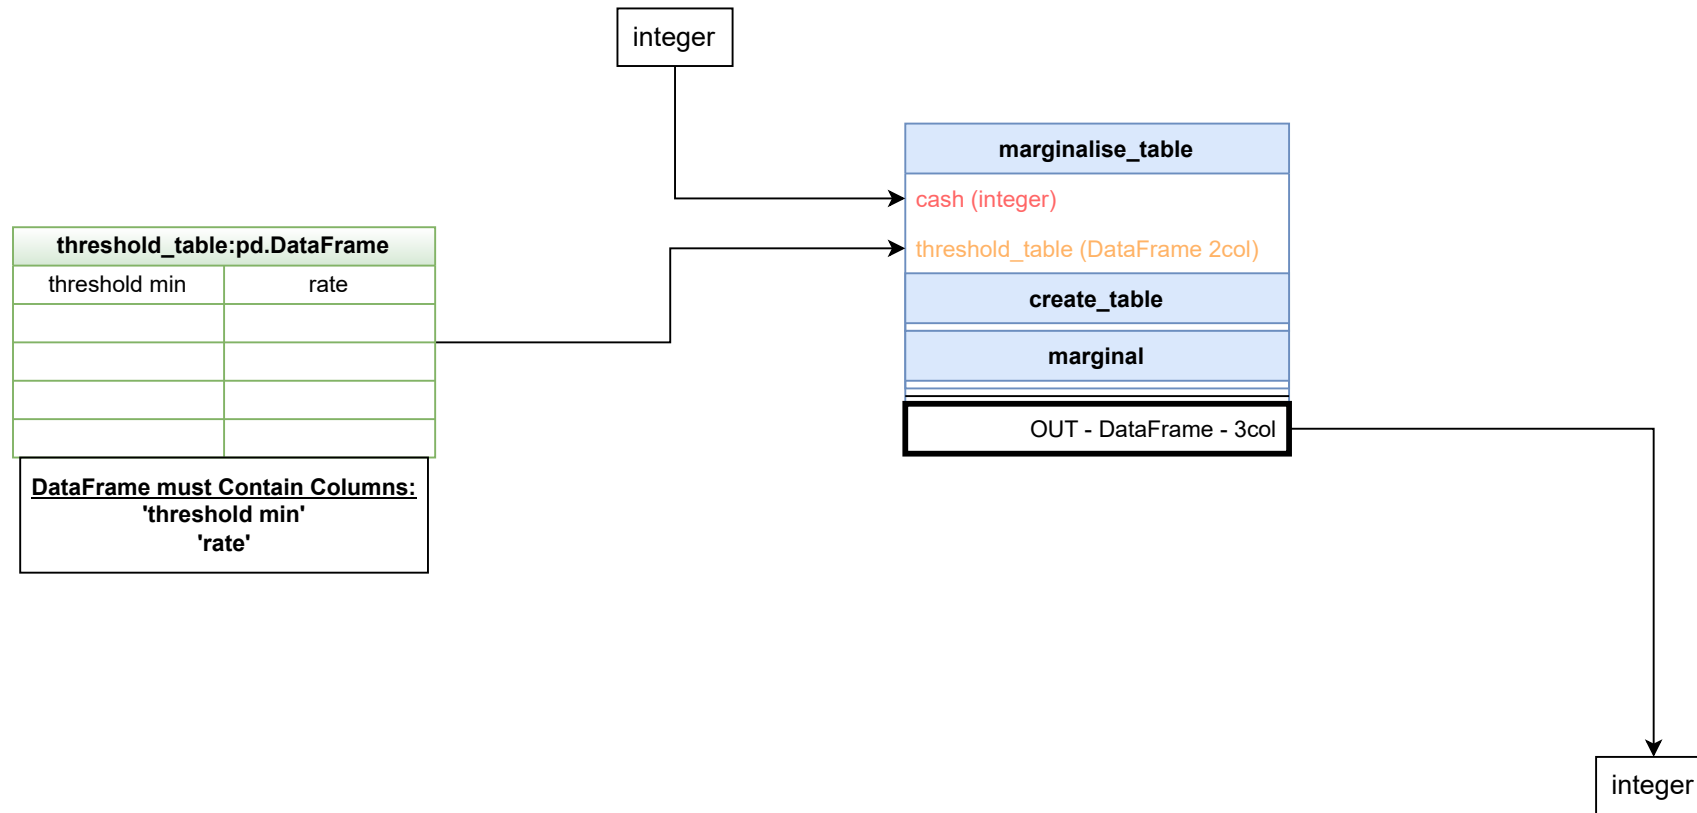 integer
marginalise_table
cash (integer)
threshold_table (DataFrame 2col)
create_table
marginal
OUT - DataFrame - 3col
threshold_table:pd.DataFrame
threshold min rate
DataFrame must Contain Columns:
'threshold min'
'rate'
integer